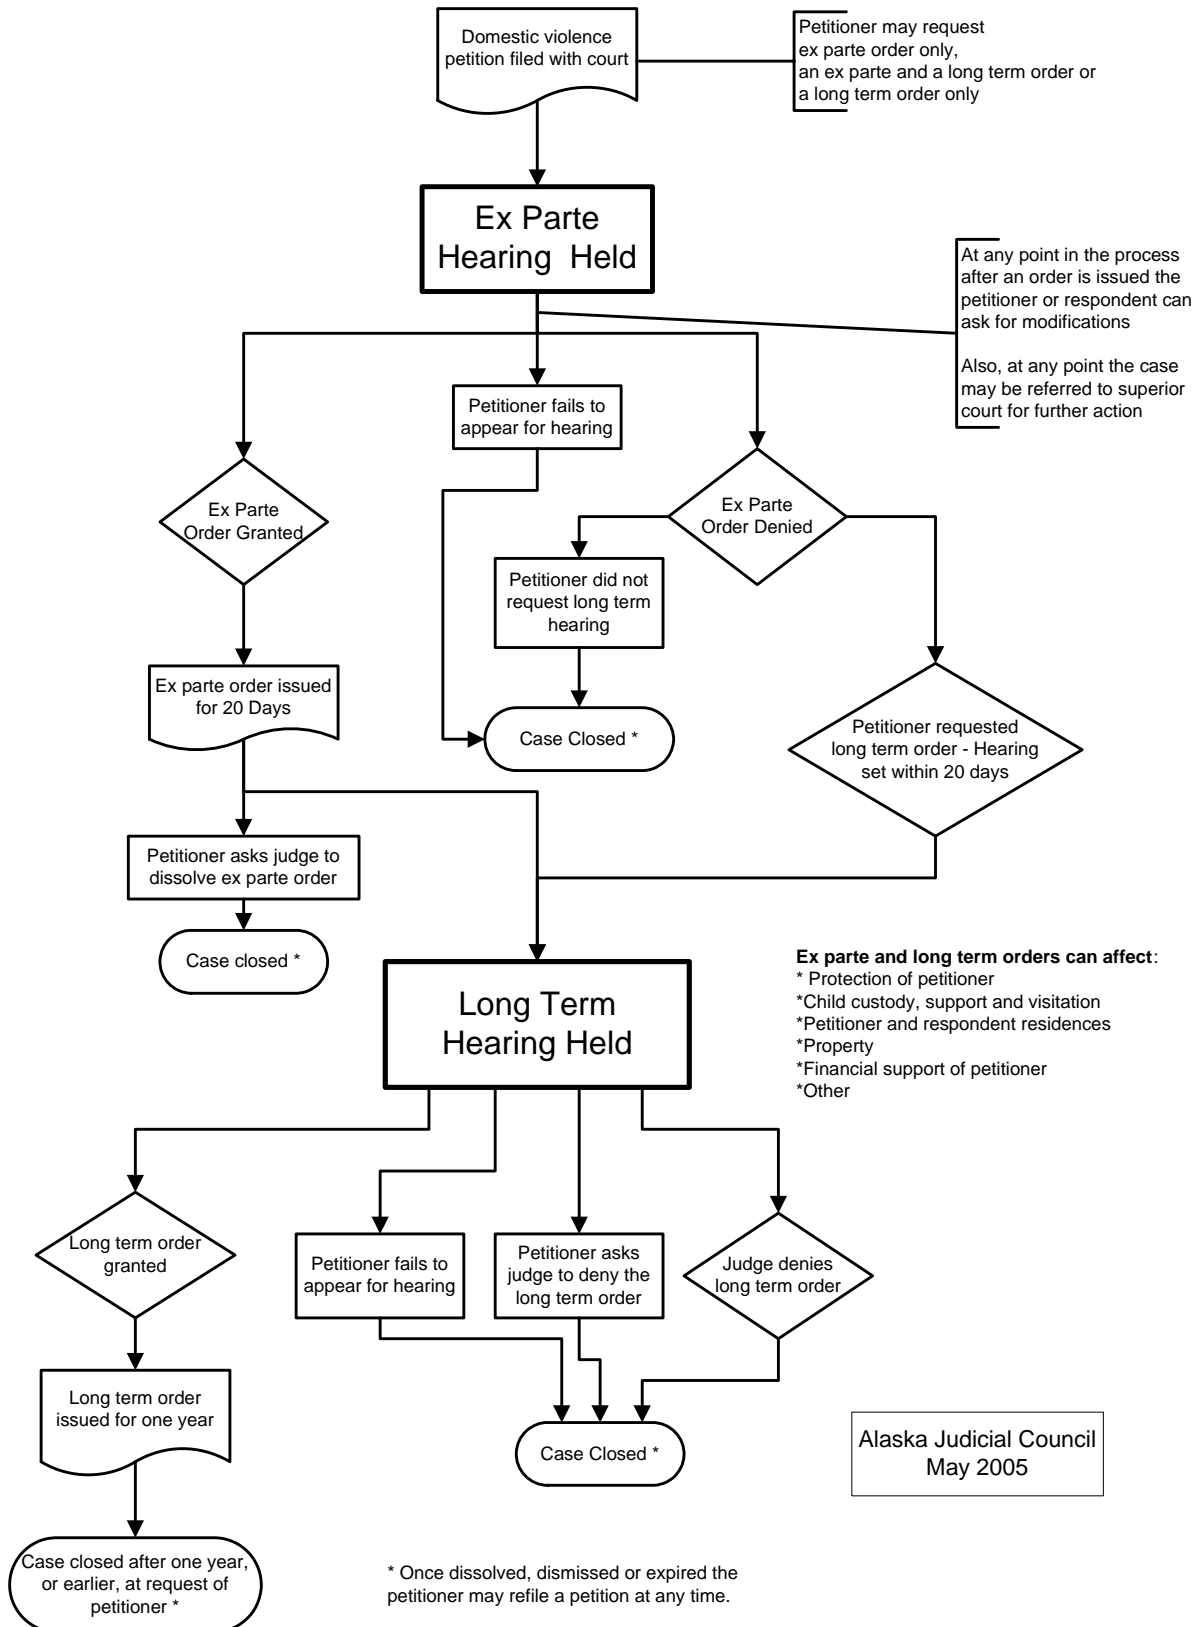 Domestic violence
petition filed with court
Petitioner may request
ex parte order only,
an ex parte and a long term order or
a long term order only
Ex Parte
Hearing Held
At any point in the process
after an order is issued the
petitioner or respondent can
ask for modifications
Also, at any point the case
may be referred to superior
court for further action
Petitioner fails to
appear for hearing
Ex Parte
Order Granted
Ex Parte
Order Denied
Petitioner did not
request long term
hearing
Ex parte order issued
for 20 Days
Case Closed *
Petitioner requested
long term order - Hearing
set within 20 days
Petitioner asks judge to
dissolve ex parte order
Case closed *
Long Term
Hearing Held
Ex parte and long term orders can affect:
* Protection of petitioner
*Child custody, support and visitation
*Petitioner and respondent residences
*Property
*Financial support of petitioner
*Other
Long term order
granted
Petitioner fails to
appear for hearing
Petitioner asks
judge to deny the
long term order
Judge denies
long term order
Long term order
issued for one year
Case Closed *
Alaska Judicial Council
May 2005
Case closed after one year,
or earlier, at request of
petitioner *
* Once dissolved, dismissed or expired the
petitioner may refile a petition at any time.